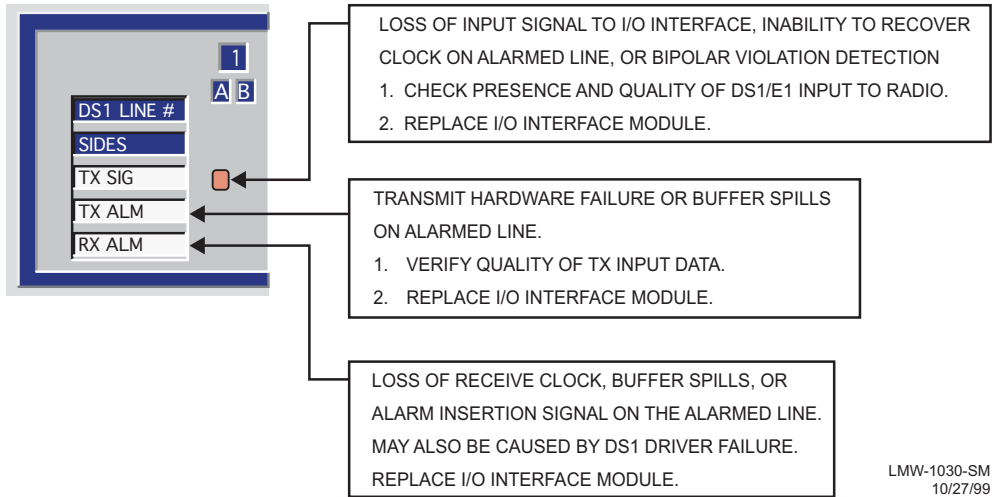 1
A B
DS1 LINE #
SIDES
TX SIG
TX ALM
RX ALM
LOSS OF INPUT SIGNAL TO I/O INTERFACE, INABILITY TO RECOVER
CLOCK ON ALARMED LINE, OR BIPOLAR VIOLATION DETECTION
1. CHECK PRESENCE AND QUALITY OF DS1/E1 INPUT TO RADIO.
2. REPLACE I/O INTERFACE MODULE.
TRANSMIT HARDWARE FAILURE OR BUFFER SPILLS
ON ALARMED LINE.
1. VERIFY QUALITY OF TX INPUT DATA.
2. REPLACE I/O INTERFACE MODULE.
LOSS OF RECEIVE CLOCK, BUFFER SPILLS, OR
ALARM INSERTION SIGNAL ON THE ALARMED LINE.
MAY ALSO BE CAUSED BY DS1 DRIVER FAILURE.
REPLACE I/O INTERFACE MODULE.
LMW-1030-SM
10/27/99